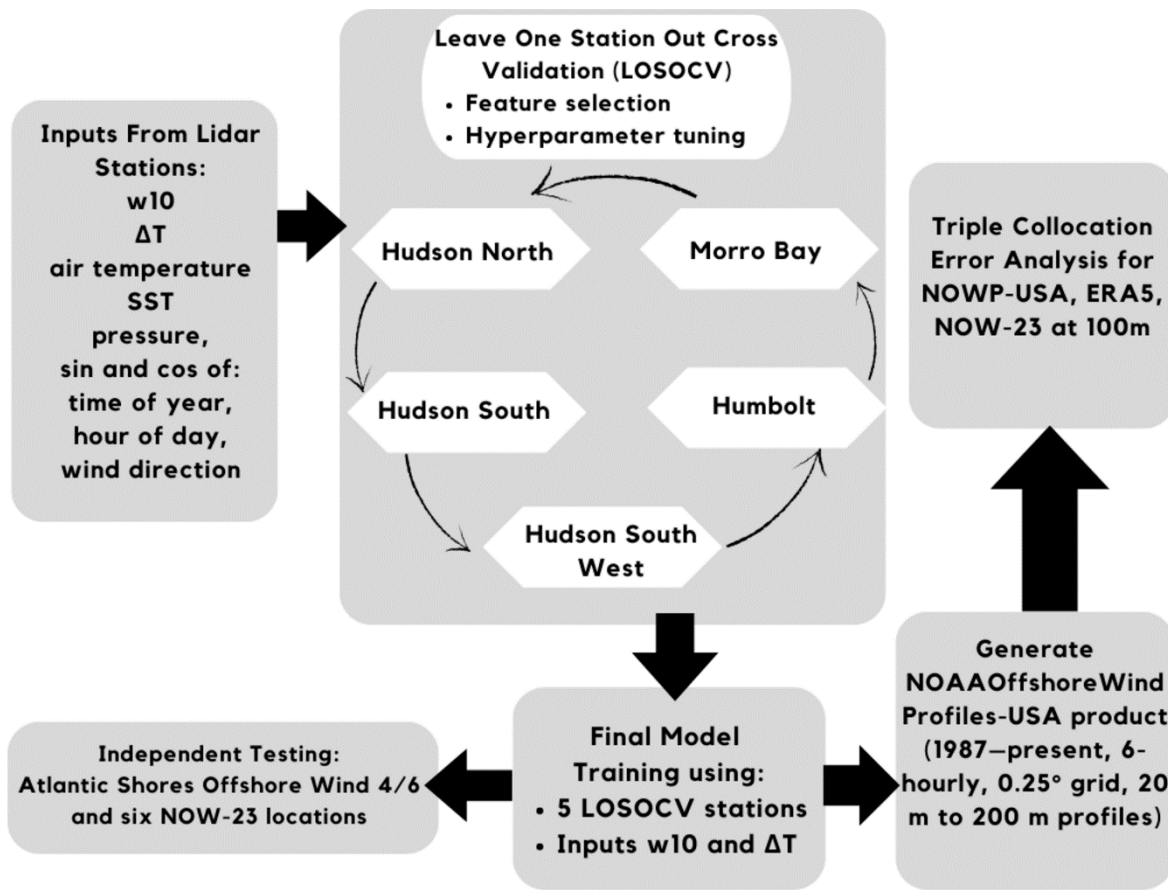 Leave One Station Out Cross
Validation (LOSOCV)
• Feature selection
• Hyperparameter tuning
Inputs From Lidar
Stations:
w10
ΔT
air temperature
SST
pressure,
sin and cos of:
time of year,
hour of day,
wind direction
Hudson North
Hudson South
Hudson South
West
Humbolt
Morro Bay
Final Model
Training using:
• 5 LOSOCV stations
• Inputs w10 and ΔT
Independent Testing:
Atlantic Shores Offshore Wind 4/6
and six NOW-23 locations
Generate
NOAAOffshoreWind
Profiles-USA product
(1987—present, 6-
hourly, 0.25° grid, 20
m to 200 m profiles)
Triple Collocation
Error Analysis for
NOWP-USA, ERA5,
NOW-23 at 100m